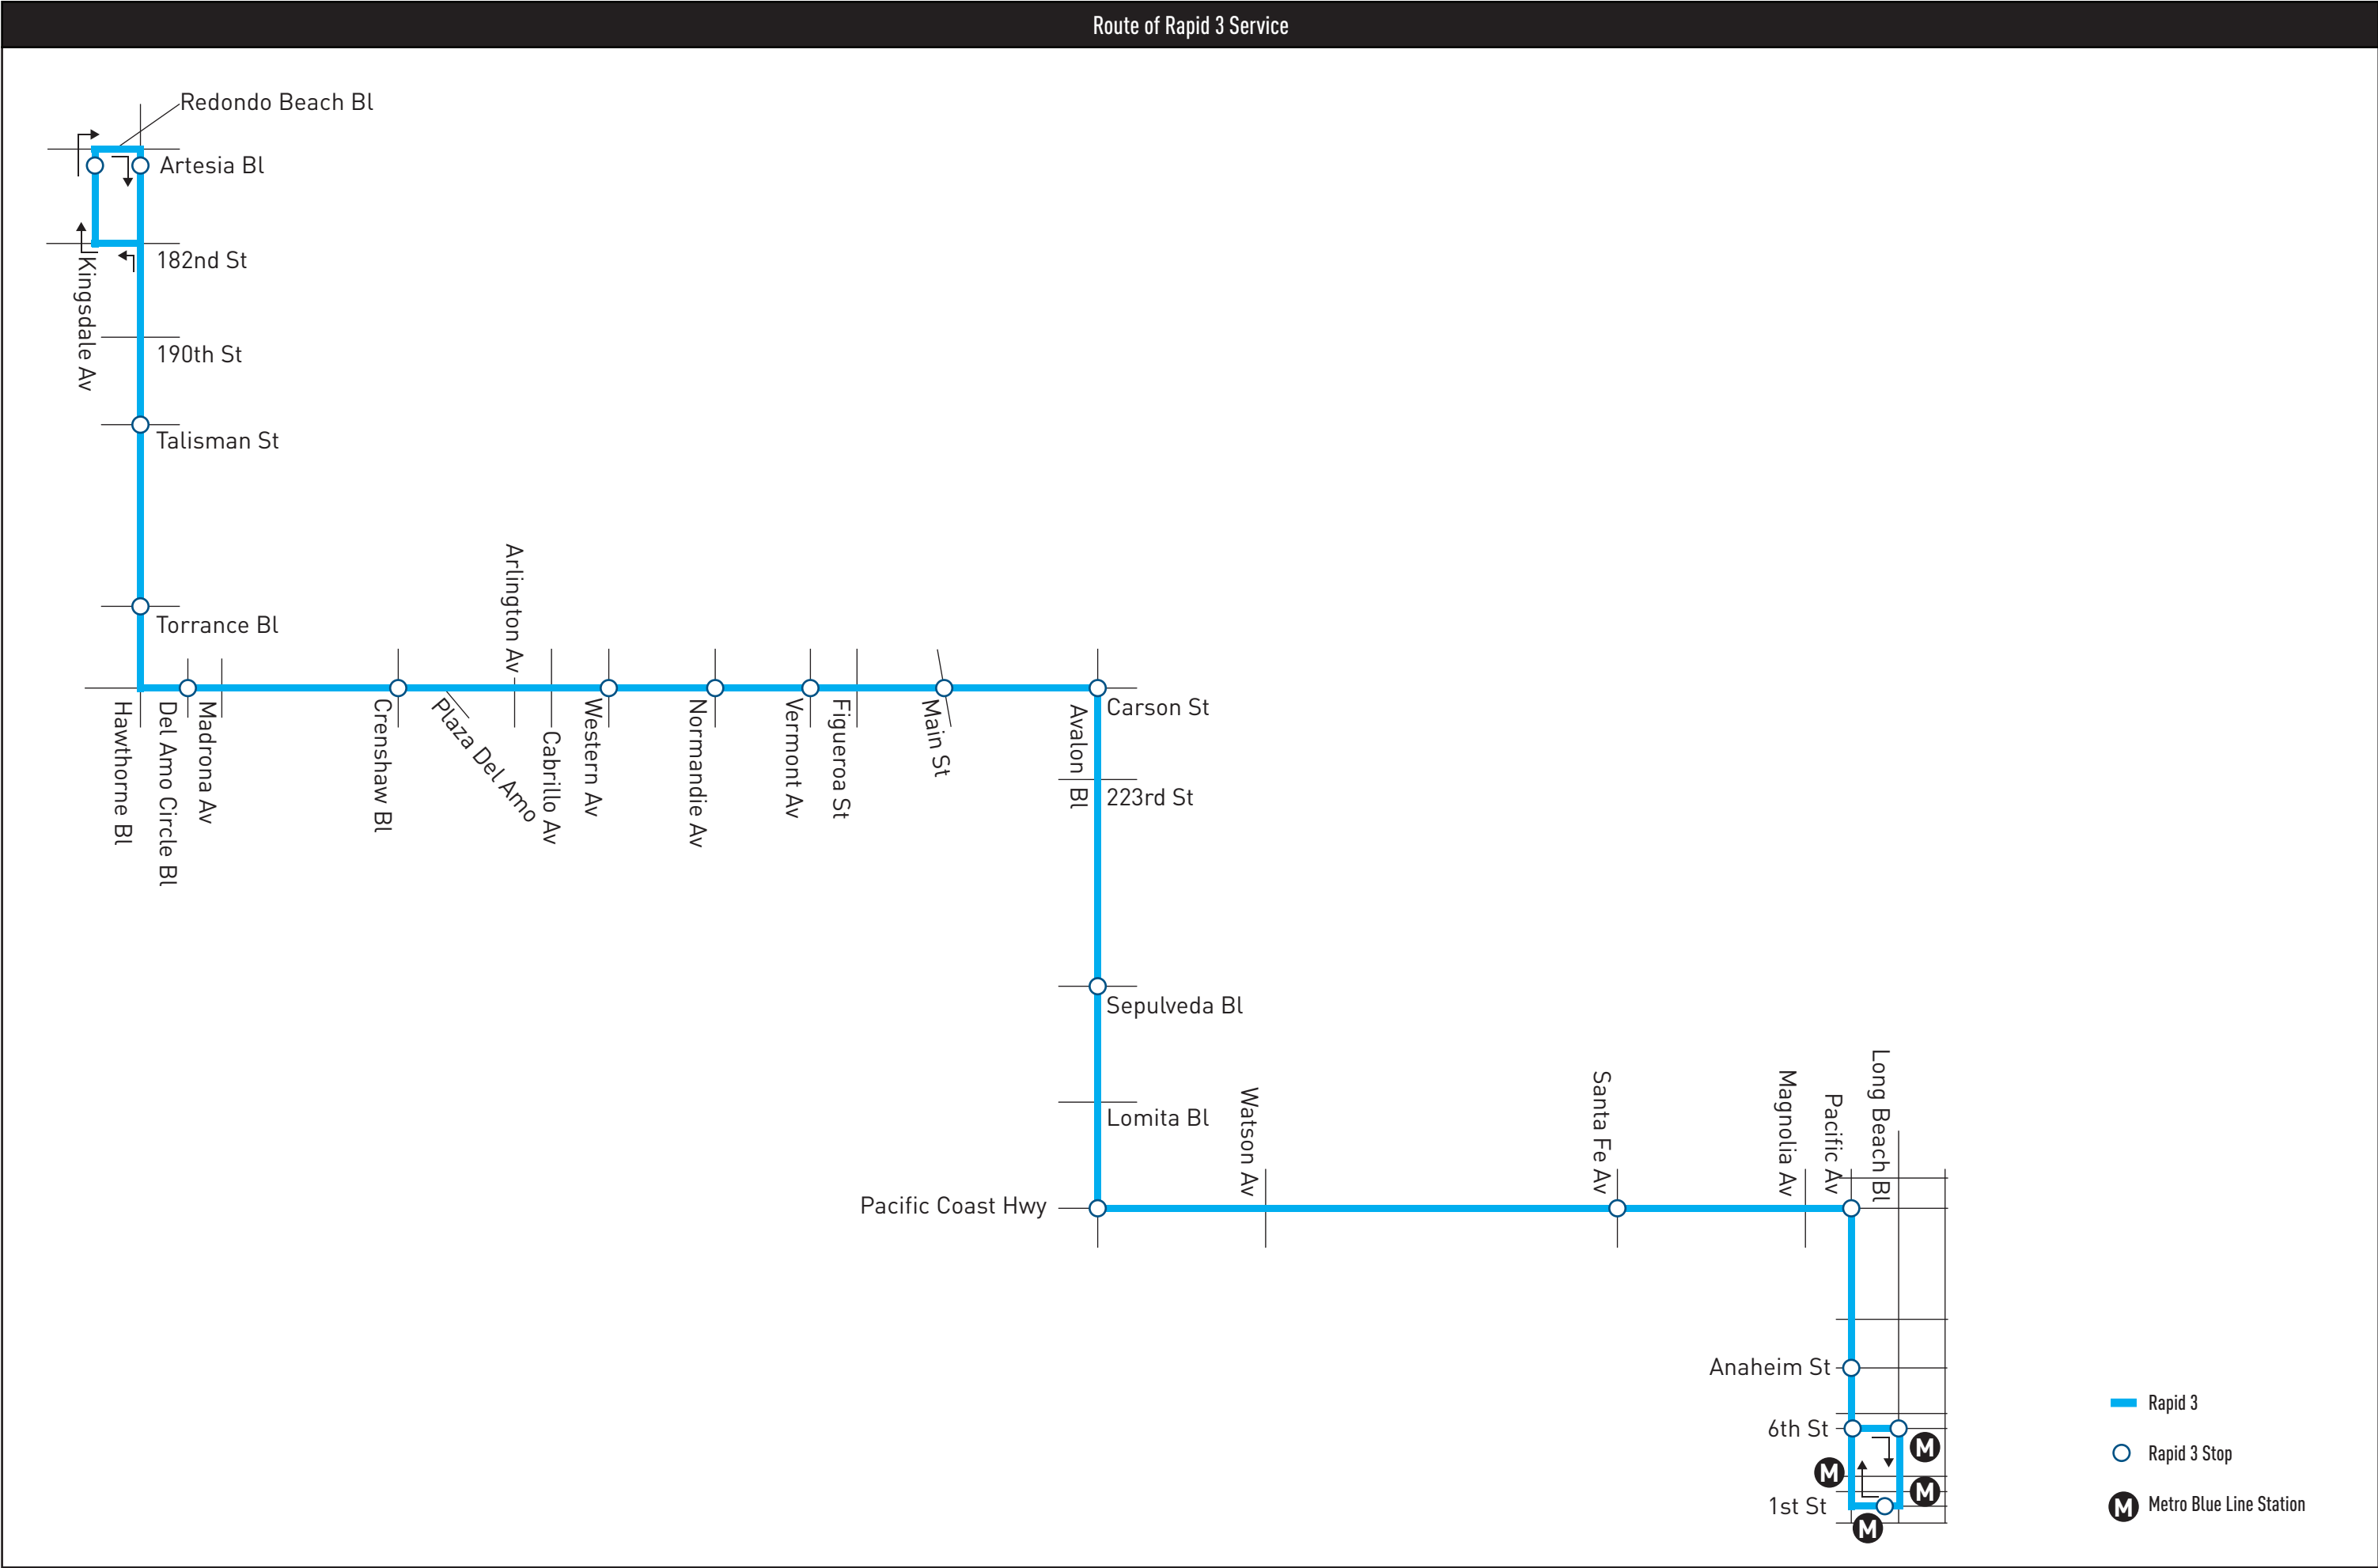 Route of Rapid 3 Service
Redondo Beach Bl
Artesia Bl
182nd St
Kingsdale Av
190th St
Talisman St
Torrance Bl
Hawthorne Bl
Del Amo Circle Bl
Madrona Av
Crenshaw Bl
Plaza Del Amo
Arlington Av
Cabrillo Av
Western Av
Normandie Av
Vermont Av
Figueroa St
Main St
Avalon Bl
Carson St
223rd St
Sepulveda Bl
Lomita Bl
Pacific Coast Hwy
Watson Av
Santa Fe Av
Magnolia Av
Pacific Av
Long Beach Bl
Anaheim St
6th St
M
M
M
1st St
M
Rapid 3
Rapid 3 Stop
M Metro Blue Line Station